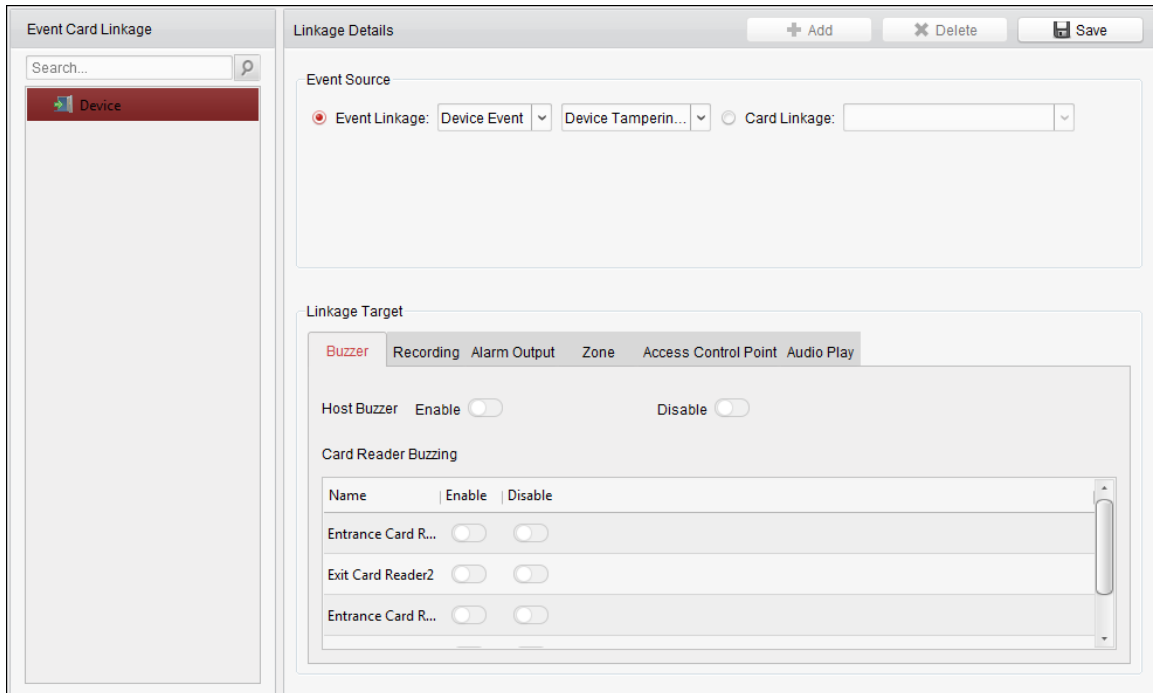 Event Card Linkage
Search...
Device
Linkage Details
Add
Delete
Save
Event Source
Event Linkage: Device Event Device Tamperin... Card Linkage:
Linkage Target
Buzzer Recording Alarm Output Zone Access Control Point Audio Play
Host Buzzer Enable Disable
Card Reader Buzzing
Name Enable Disable
Entrance Card R...
Exit Card Reader2
Entrance Card R...